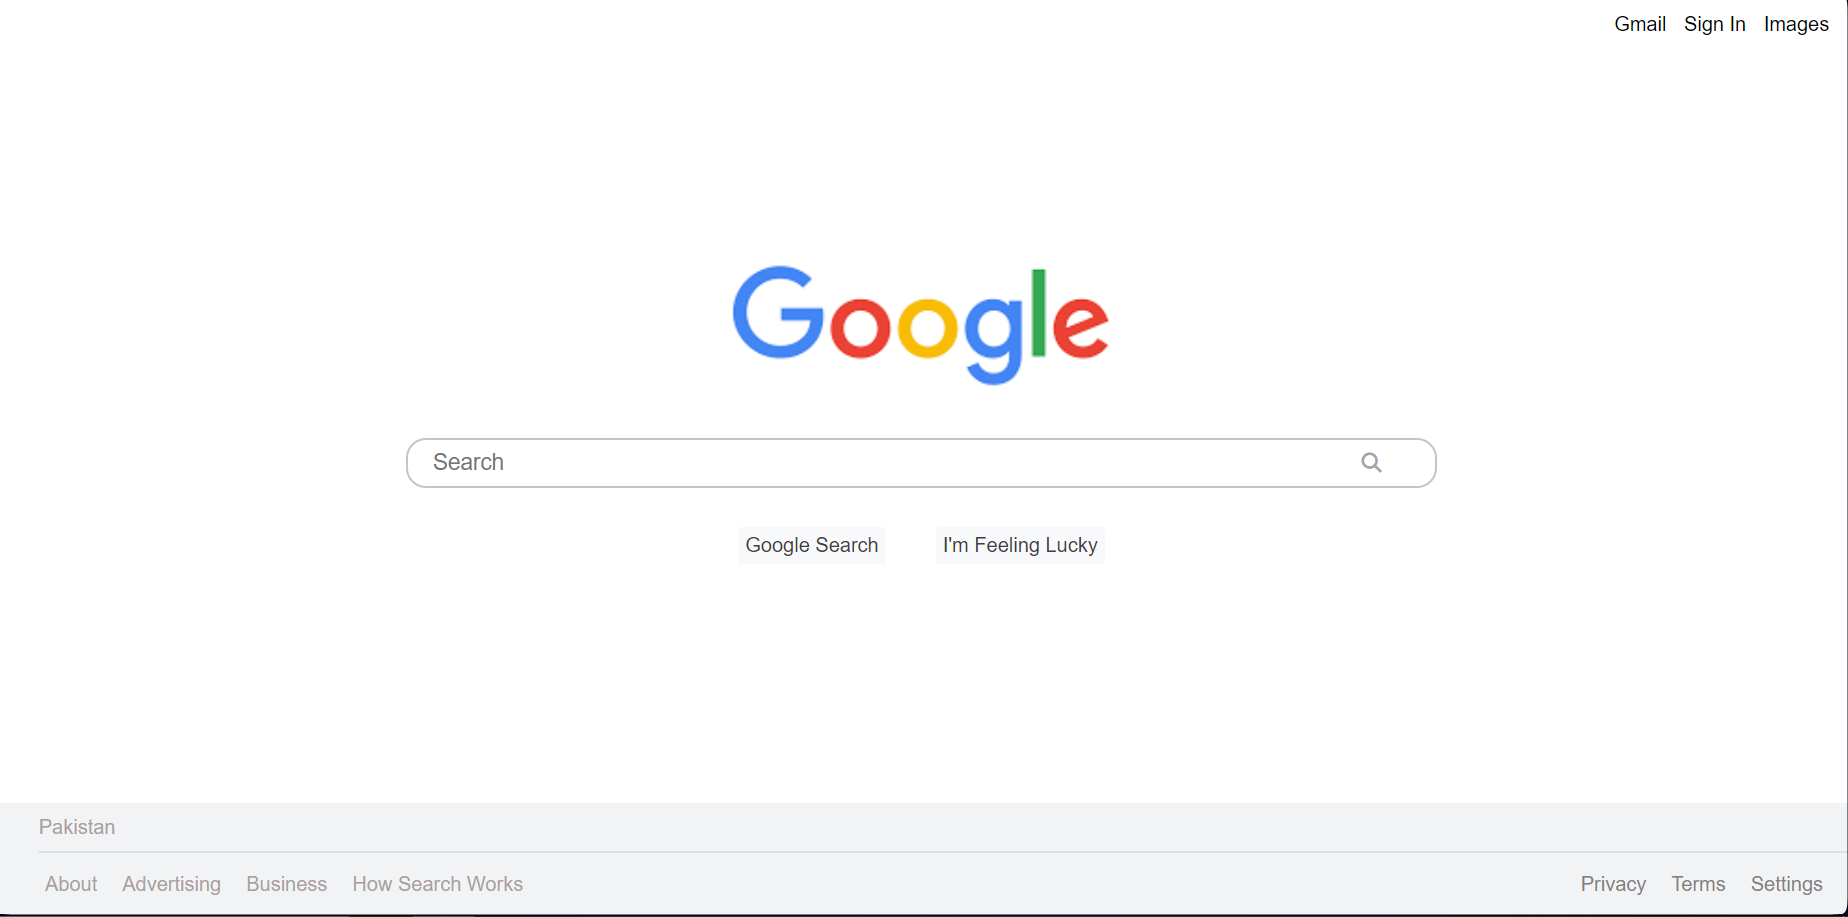 Gmail Sign In Images
Google
Search
Google Search I'm Feeling Lucky
Pakistan
About Advertising Business How Search Works Privacy Terms Settings